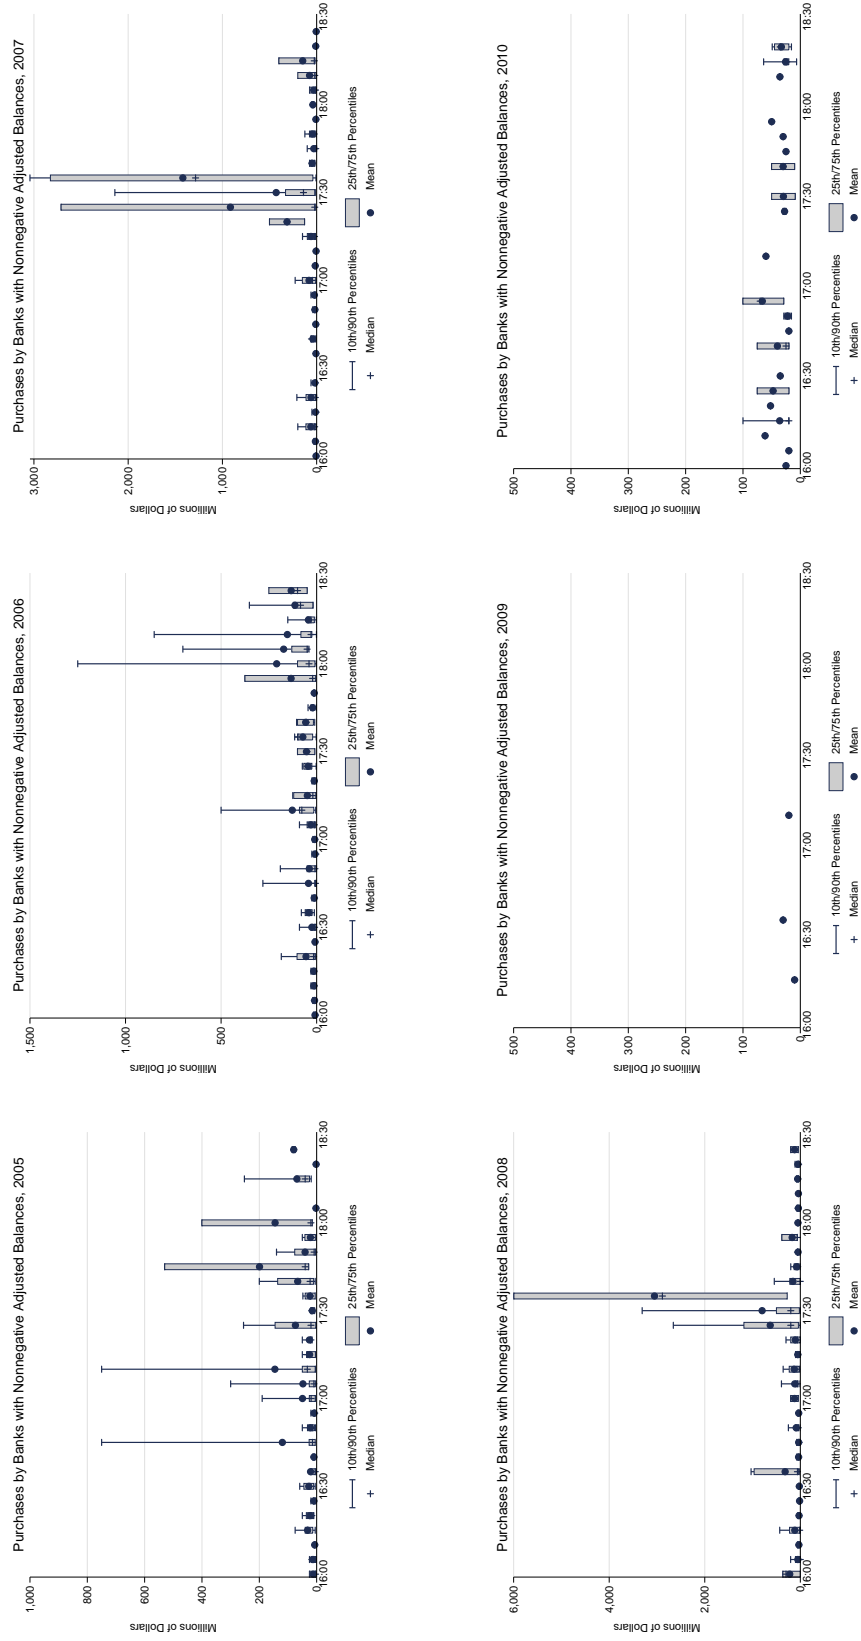 Purchases by Banks with Nonnegative Adjusted Balances, 2005
Millions of Dollars
1,000
800
600
400
200
0
16:00 16:30 17:00 17:30 18:00 18:30
10th/90th Percentiles 25th/75th Percentiles
Median Mean
Purchases by Banks with Nonnegative Adjusted Balances, 2006
Millions of Dollars
1,500
1,000
500
0
16:00 16:30 17:00 17:30 18:00 18:30
10th/90th Percentiles 25th/75th Percentiles
Median Mean
Purchases by Banks with Nonnegative Adjusted Balances, 2007
Millions of Dollars
3,000
2,000
1,000
0
16:00 16:30 17:00 17:30 18:00 18:30
10th/90th Percentiles 25th/75th Percentiles
Median Mean
Purchases by Banks with Nonnegative Adjusted Balances, 2008
Millions of Dollars
6,000
4,000
2,000
0
16:00 16:30 17:00 17:30 18:00 18:30
10th/90th Percentiles 25th/75th Percentiles
Median Mean
Purchases by Banks with Nonnegative Adjusted Balances, 2009
Millions of Dollars
500
400
300
200
100
0
16:00 16:30 17:00 17:30 18:00 18:30
10th/90th Percentiles 25th/75th Percentiles
Median Mean
Purchases by Banks with Nonnegative Adjusted Balances, 2010
Millions of Dollars
500
400
300
200
100
0
16:00 16:30 17:00 17:30 18:00 18:30
10th/90th Percentiles 25th/75th Percentiles
Median Mean